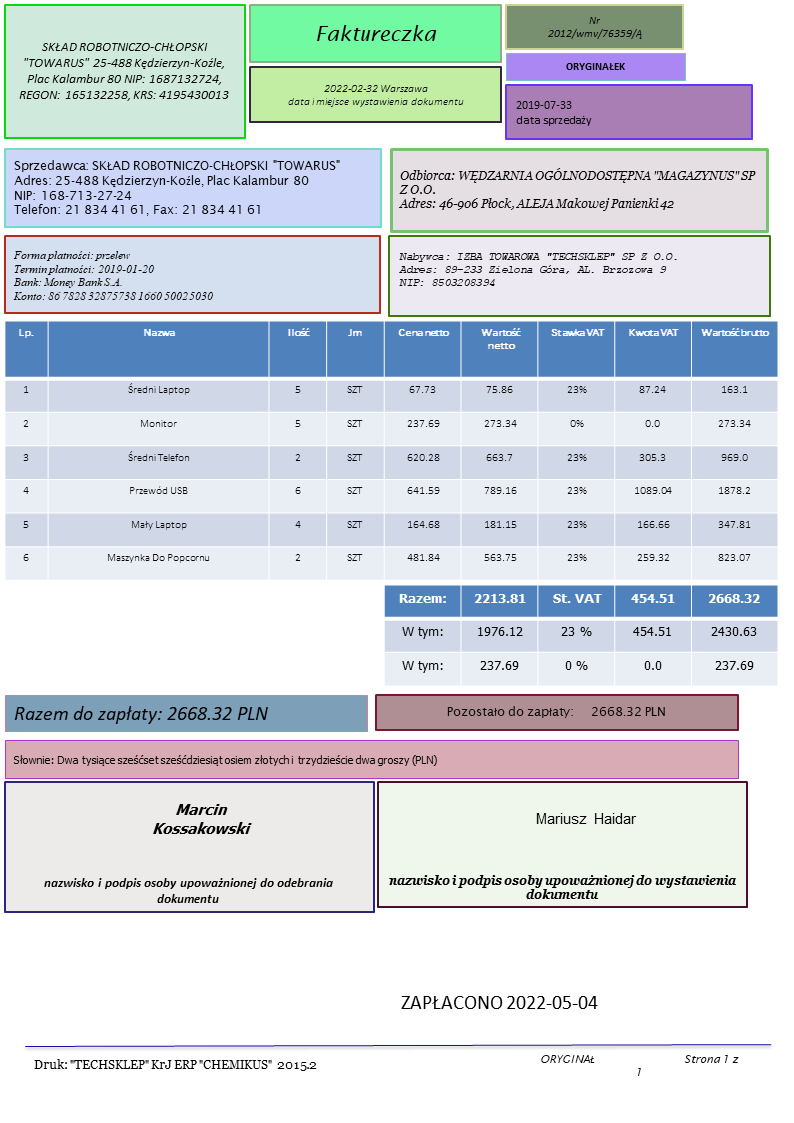 SKŁAD ROBOTNICZO-CHŁOPSKI
"TOWARUS" 25-488 Kędzierzyn-Koźle,
Plac Kalambur 80 NIP: 1687132724,
REGON: 165132258, KRS: 4195430013
Faktureczka
2022-02-32 Warszawa
data i miejsce wystawienia dokumentu
Nr
2012/wmv/76359/Ą
ORYGINAŁEK
2019-07-33
data sprzedaży
Sprzedawca: SKŁAD ROBOTNICZO-CHŁOPSKI "TOWARUS"
Adres: 25-488 Kędzierzyn-Koźle, Plac Kalambur 80
NIP: 168-713-27-24
Telefon: 21 834 41 61, Fax: 21 834 41 61
Odbiorca: WĘDZARNIA OGÓLNODOSTĘPNA "MAGAZYNUS" SP
Z O.O.
Adres: 46-906 Płock, ALEJA Makowej Panienki 42
Forma płatności: przelew
Termin płatności: 2019-01-20
Bank: Money Bank S.A.
Konto: 86 7828 3287 5738 1660 5002 5030
Nabywca: IZBA TOWAROWA "TECHSKLEP" SP Z O.O.
Adres: 89-233 Zielona Góra, AL. Brzozowa 9
NIP: 8503208394
Lp. Nazwa Ilość Jm Cena netto Wartość netto Stawka VAT Kwota VAT Wartość brutto
1 Średni Laptop 5 SZT 67.73 75.86 23% 87.24 163.1
2 Monitor 5 SZT 237.69 273.34 0% 0.0 273.34
3 Średni Telefon 2 SZT 620.28 663.7 23% 305.3 969.0
4 Przewód USB 6 SZT 641.59 789.16 23% 1089.04 1878.2
5 Mały Laptop 4 SZT 164.68 181.15 23% 166.66 347.81
6 Maszynka Do Popcornu 2 SZT 481.84 563.75 23% 259.32 823.07
Razem: 2213.81 St. VAT 454.51 2668.32
W tym: 1976.12 23 % 454.51 2430.63
W tym: 237.69 0 % 0.0 237.69
Razem do zapłaty: 2668.32 PLN
Pozostało do zapłaty: 2668.32 PLN
Słownie: Dwa tysiące sześćset sześćdziesiąt osiem złotych i trzydzieście dwa groszy (PLN)
Marcin
Kossakowski
nazwisko i podpis osoby upoważnionej do odebrania
dokumentu
Mariusz Haidar
nazwisko i podpis osoby upoważnionej do wystawienia
dokumentu
ZAPŁACONO 2022-05-04
Druk: "TECHSKLEP" KrJ ERP "CHEMIKUS" 2015.2
ORYGINAŁ Strona 1 z
1